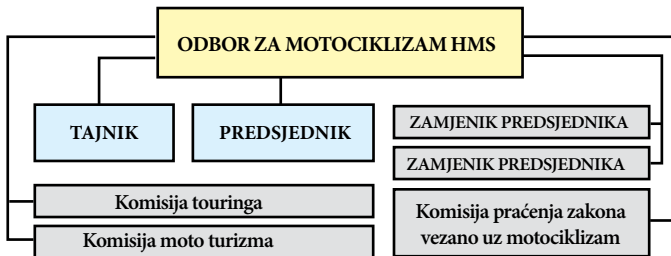 ODBOR ZA MOTOCIKLIZAM HMS
TAJNIK
PREDSJEDNIK
ZAMJENIK PREDSJEDNIKA
ZAMJENIK PREDSJEDNIKA
Komisija touringa
Komisija moto turizma
Komisija praćenja zakona
vezano uz motociklizam